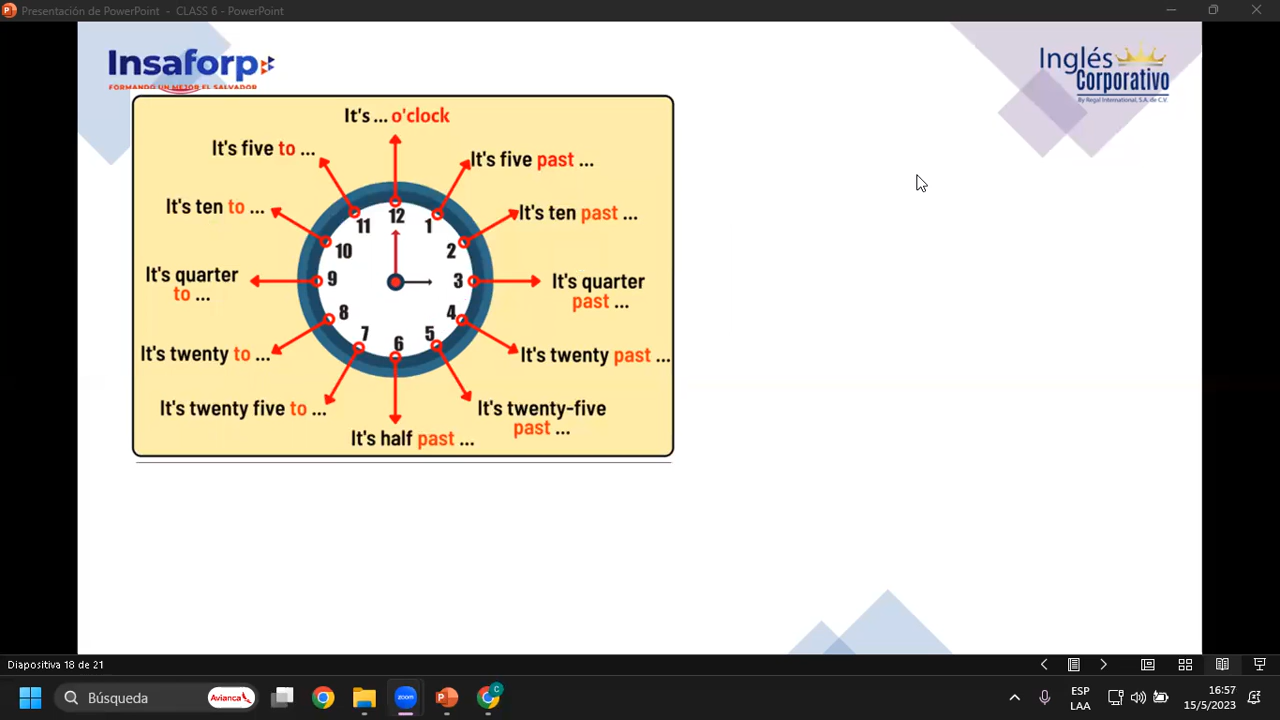 Presentación de PowerPoint - CLASS 6 - PowerPoint
Insaforp
FORMANDO UN MEJOR EL SALVADOR
Inglés
Corporativo
By Regal International, S.A. de C.V.
It's ... o'clock
It's five to ...
It's five past ...
It's ten to ...
It's ten past ...
12
11
1
10
2
9
3
8
4
7
5
6
It's quarter
to ...
It's quarter
past ...
It's twenty to ...
It's twenty past ...
It's twenty five to ...
It's twenty-five
past ...
It's half past ...
Diapositiva 18 de 21
Búsqueda
Avianca
zoom
C
ESP
LAA
16:57
15/5/2023